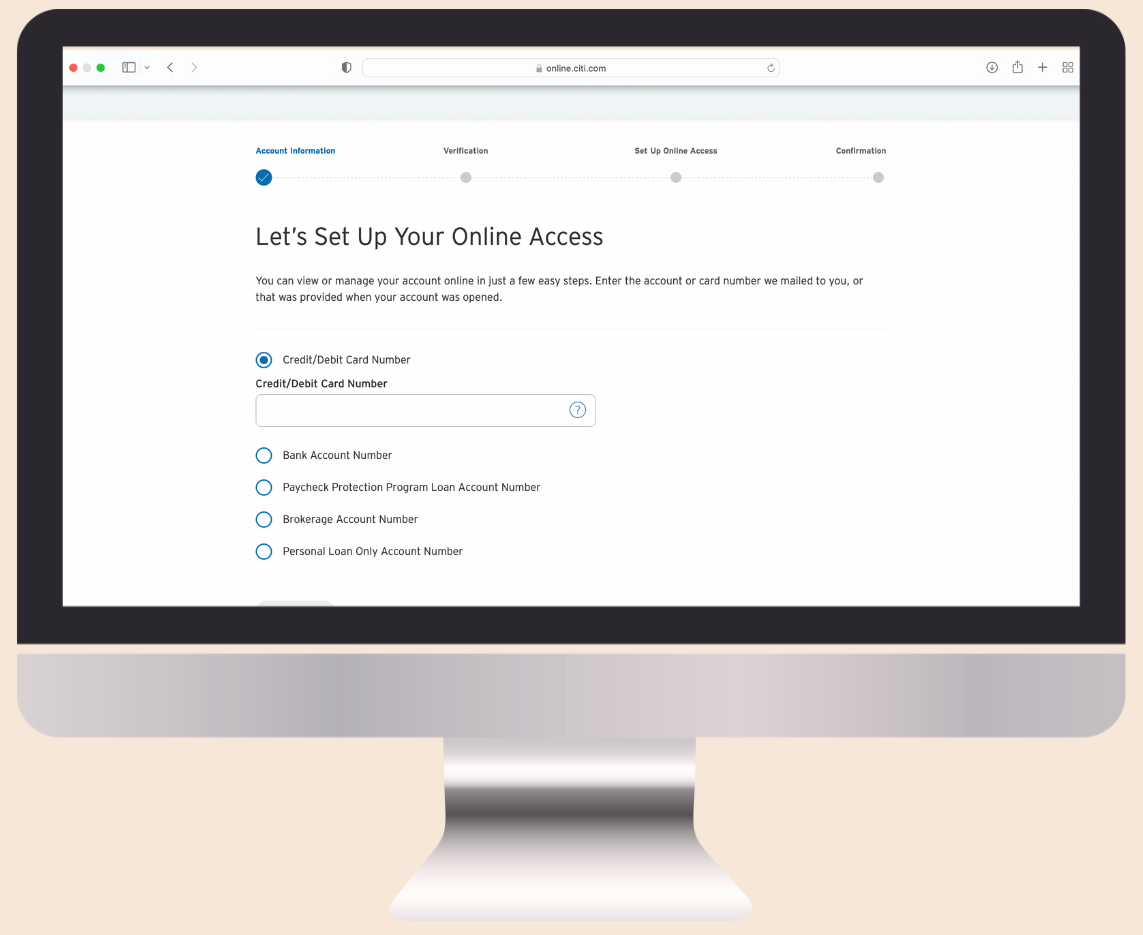 online.citi.com
Account Information
Verification
Set Up Online Access
Confirmation
Let's Set Up Your Online Access
You can view or manage your account online in just a few easy steps. Enter the account or card number we mailed to you, or
that was provided when your account was opened.
Credit/Debit Card Number
Credit/Debit Card Number
?
Bank Account Number
Paycheck Protection Program Loan Account Number
Brokerage Account Number
Personal Loan Only Account Number